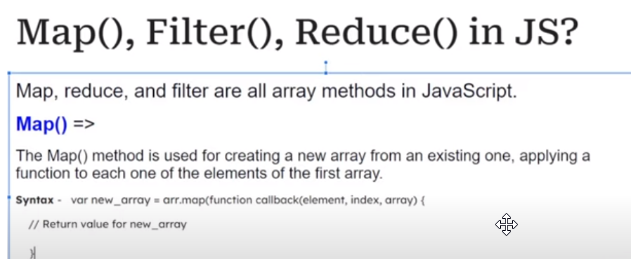 Map(), Filter(), Reduce() in JS?
Map, reduce, and filter are all array methods in JavaScript.
Map() =>
The Map() method is used for creating a new array from an existing one, applying a
function to each one of the elements of the first array.
Syntax - var new_array = arr.map(function callback(element, index, array) {
// Return value for new_array
}